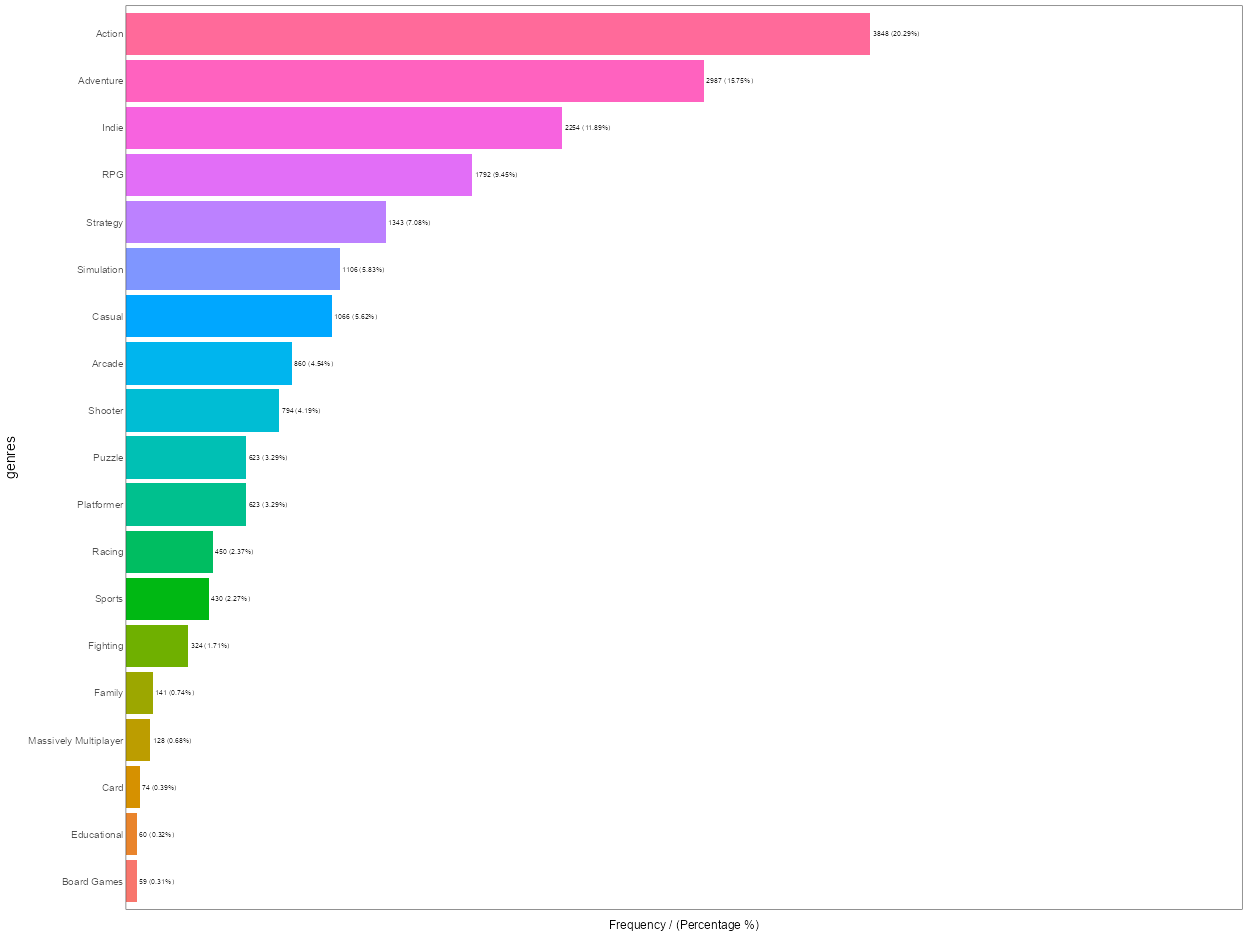 Action 3848 (20.29%)
Adventure 2987 (15.75%)
Indie 2254 (11.89%)
RPG 1792 (9.45%)
Strategy 1343 (7.08%)
Simulation 1106 (5.83%)
Casual 1066 (5.62%)
Arcade 860 (4.54%)
Shooter 794 (4.19%)
Puzzle 623 (3.29%)
Platformer 623 (3.29%)
Racing 450 (2.37%)
Sports 430 (2.27%)
Fighting 324 (1.71%)
Family 141 (0.74%)
Massively Multiplayer 128 (0.68%)
Card 74 (0.39%)
Educational 60 (0.32%)
Board Games 59 (0.31%)
genres
Frequency / (Percentage %)